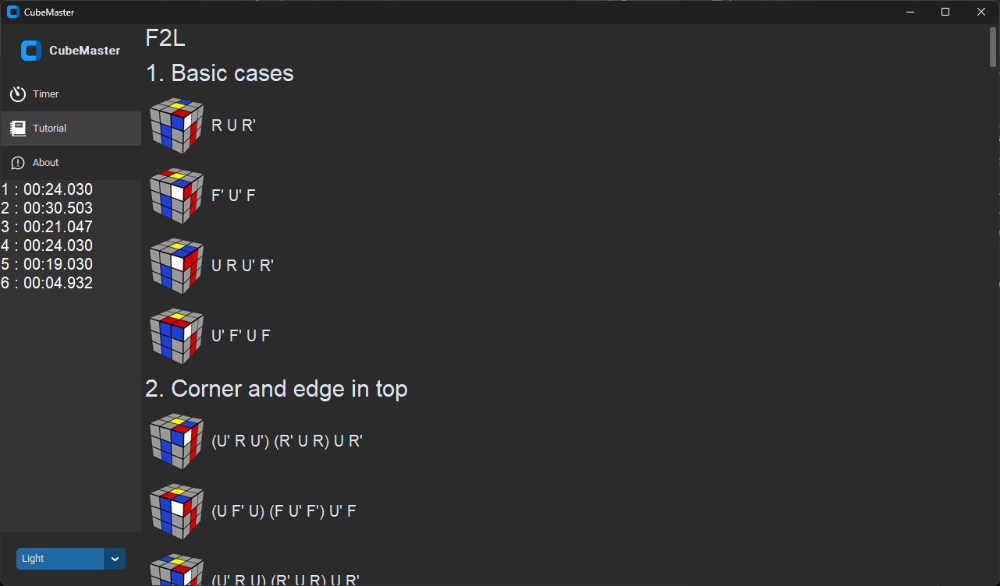 CubeMaster
CubeMaster
Timer
Tutorial
About
1 : 00:24.030
2 : 00:30.503
3 : 00:21.047
4 : 00:24.030
5 : 00:19.030
6 : 00:04.932
Light
F2L
1. Basic cases
R U R'
F' U' F
U R U' R'
U' F' U F
2. Corner and edge in top
(U' R U') (R' U R) U R'
(U F' U) (F U' F') U' F
(U' R U) (R' U R) U R'